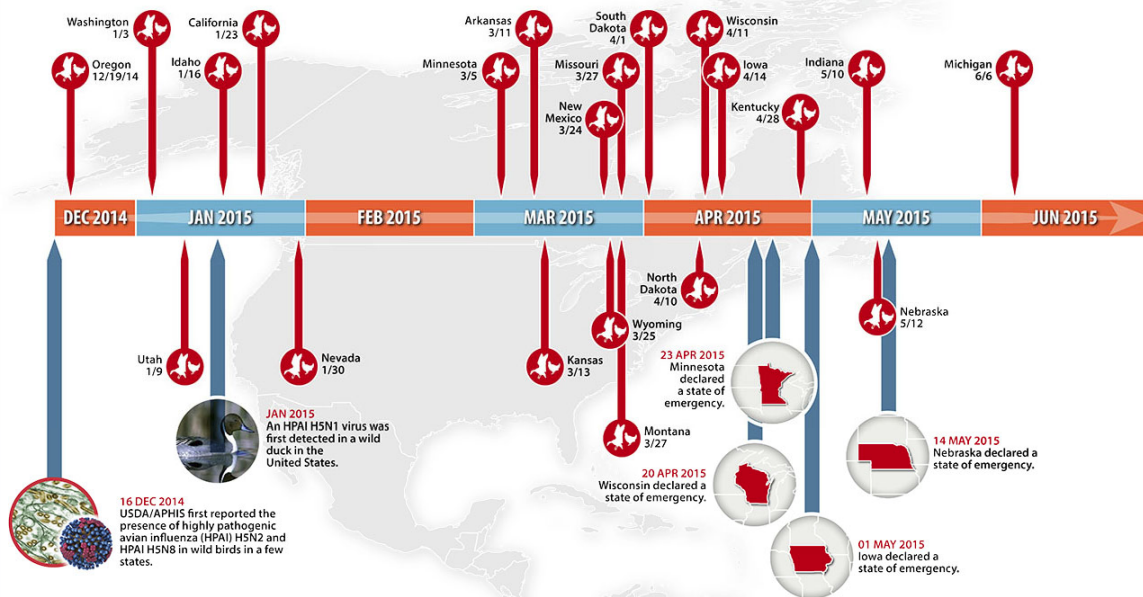 Washington
1/3
California
1/23
Arkansas
3/11
South
Dakota
4/1
Wisconsin
4/11
Oregon
12/19/14
Idaho
1/16
Minnesota
3/5
Missouri
3/27
Iowa
4/14
Indiana
5/10
Michigan
6/6
New
Mexico
3/24
Kentucky
4/28
DEC 2014
JAN 2015
FEB 2015
MAR 2015
APR 2015
MAY 2015
JUN 2015
North
Dakota
4/10
Nebraska
5/12
Wyoming
3/25
Utah
1/9
Nevada
1/30
Kansas
3/13
Montana
3/27
23 APR 2015
Minnesota
declared
a state of
emergency.
JAN 2015
An HPAI H5N1 virus was
first detected in a wild
duck in the
United States.
20 APR 2015
Wisconsin declared a
state of emergency.
14 MAY 2015
Nebraska declared a
state of emergency.
16 DEC 2014
USDA/APHIS first reported the
presence of highly pathogenic
avian influenza (HPAI) H5N2 and
HPAI H5N8 in wild birds in a few
states.
01 MAY 2015
Iowa declared a
state of emergency.